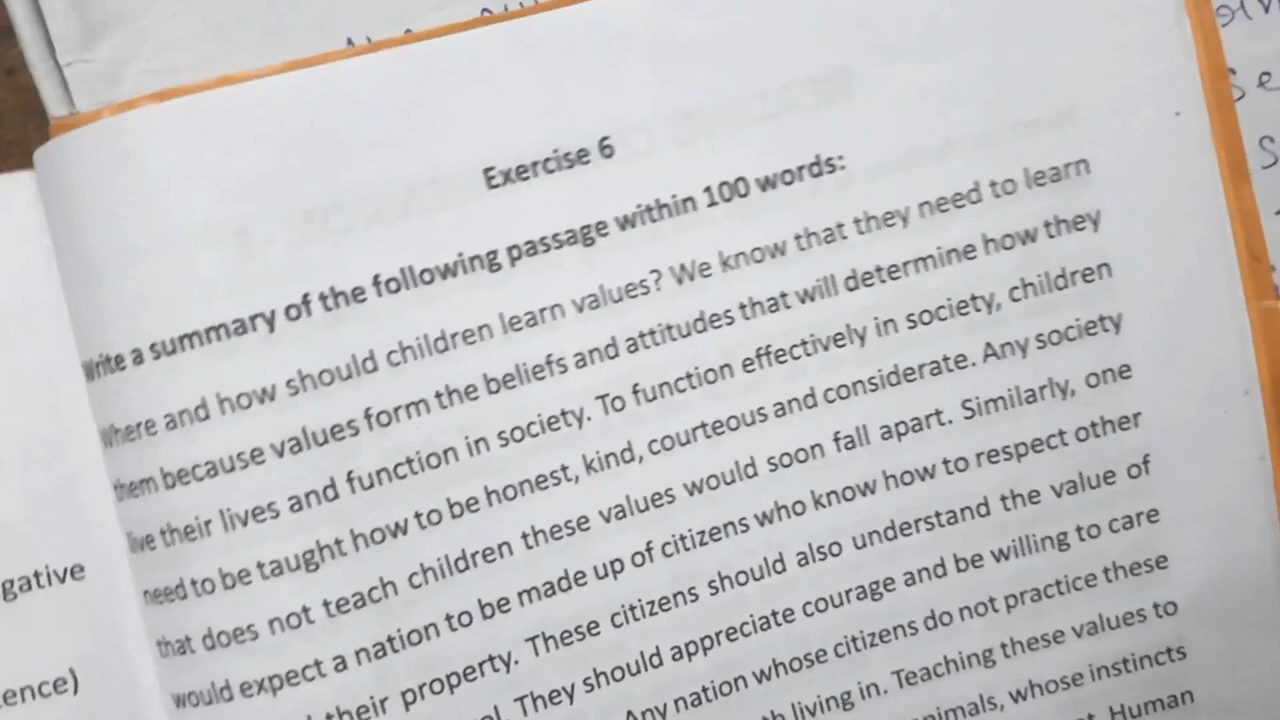 Exercise 6
Write a summary of the following passage within 100 words:
Where and how should children learn values? We know that they need to learn
them because values form the beliefs and attitudes that will determine how they
live their lives and function in society. To function effectively in society, children
need to be taught how to be honest, kind, courteous and considerate. Any society
that does not teach children these values would soon fall apart. Similarly, one
would expect a nation to be made up of citizens who know how to respect other
their property. These citizens should also understand the value of
They should appreciate courage and be willing to care
Any nation whose citizens do not practice these
living in. Teaching these values to
whose instincts
Human
gative
ence)